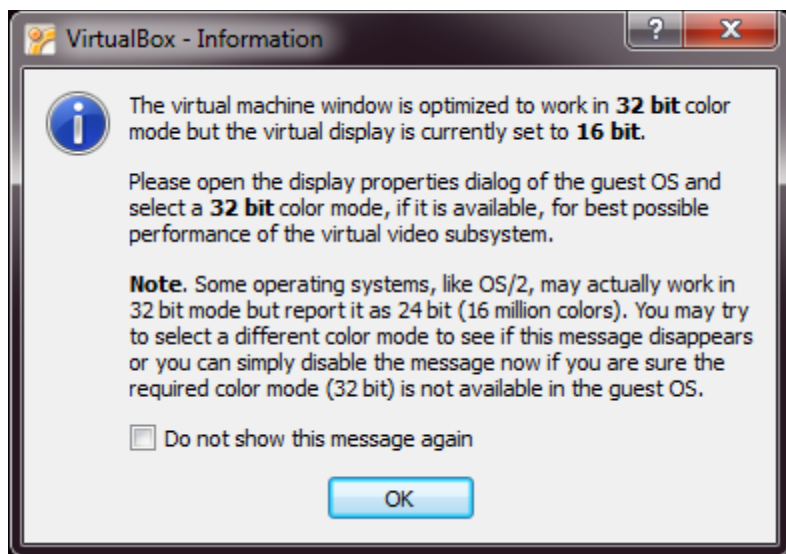 VirtualBox - Information
The virtual machine window is optimized to work in 32 bit color
mode but the virtual display is currently set to 16 bit.
Please open the display properties dialog of the guest OS and
select a 32 bit color mode, if it is available, for best possible
performance of the virtual video subsystem.
Note. Some operating systems, like OS/2, may actually work in
32 bit mode but report it as 24 bit (16 million colors). You may try
to select a different color mode to see if this message disappears
or you can simply disable the message now if you are sure the
required color mode (32 bit) is not available in the guest OS.
Do not show this message again
OK